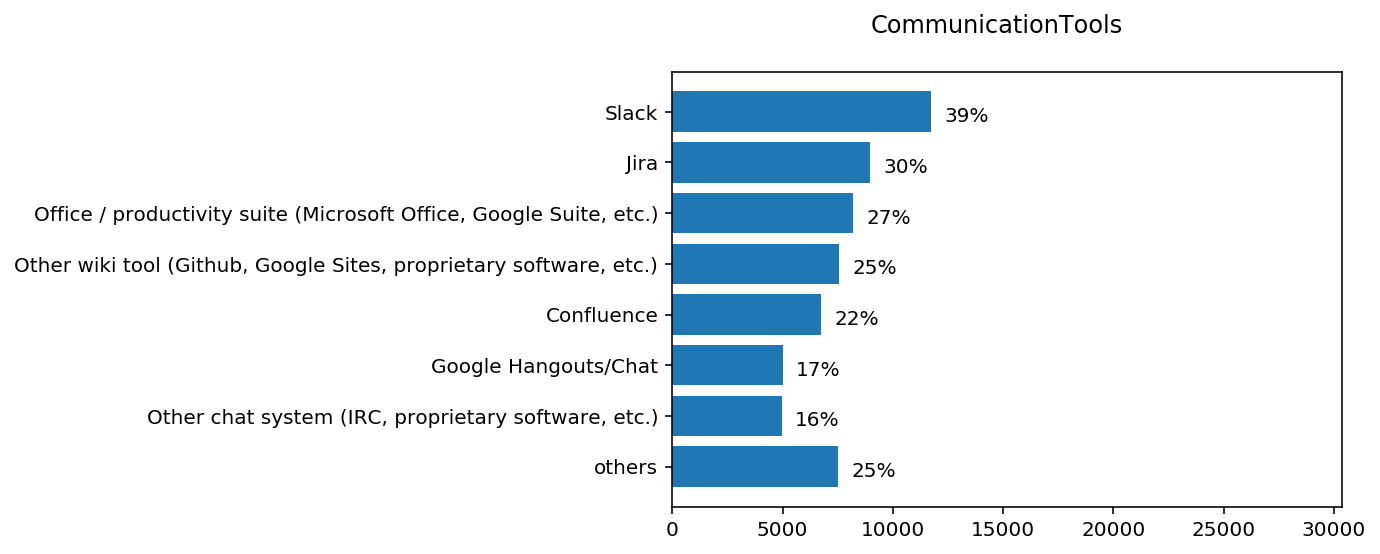 CommunicationTools
Slack
39%
Jira
30%
Office / productivity suite (Microsoft Office, Google Suite, etc.)
27%
Other wiki tool (Github, Google Sites, proprietary software, etc.)
25%
Confluence
22%
Google Hangouts/Chat
17%
Other chat system (IRC, proprietary software, etc.)
16%
others
25%
0 5000 10000 15000 20000 25000 30000